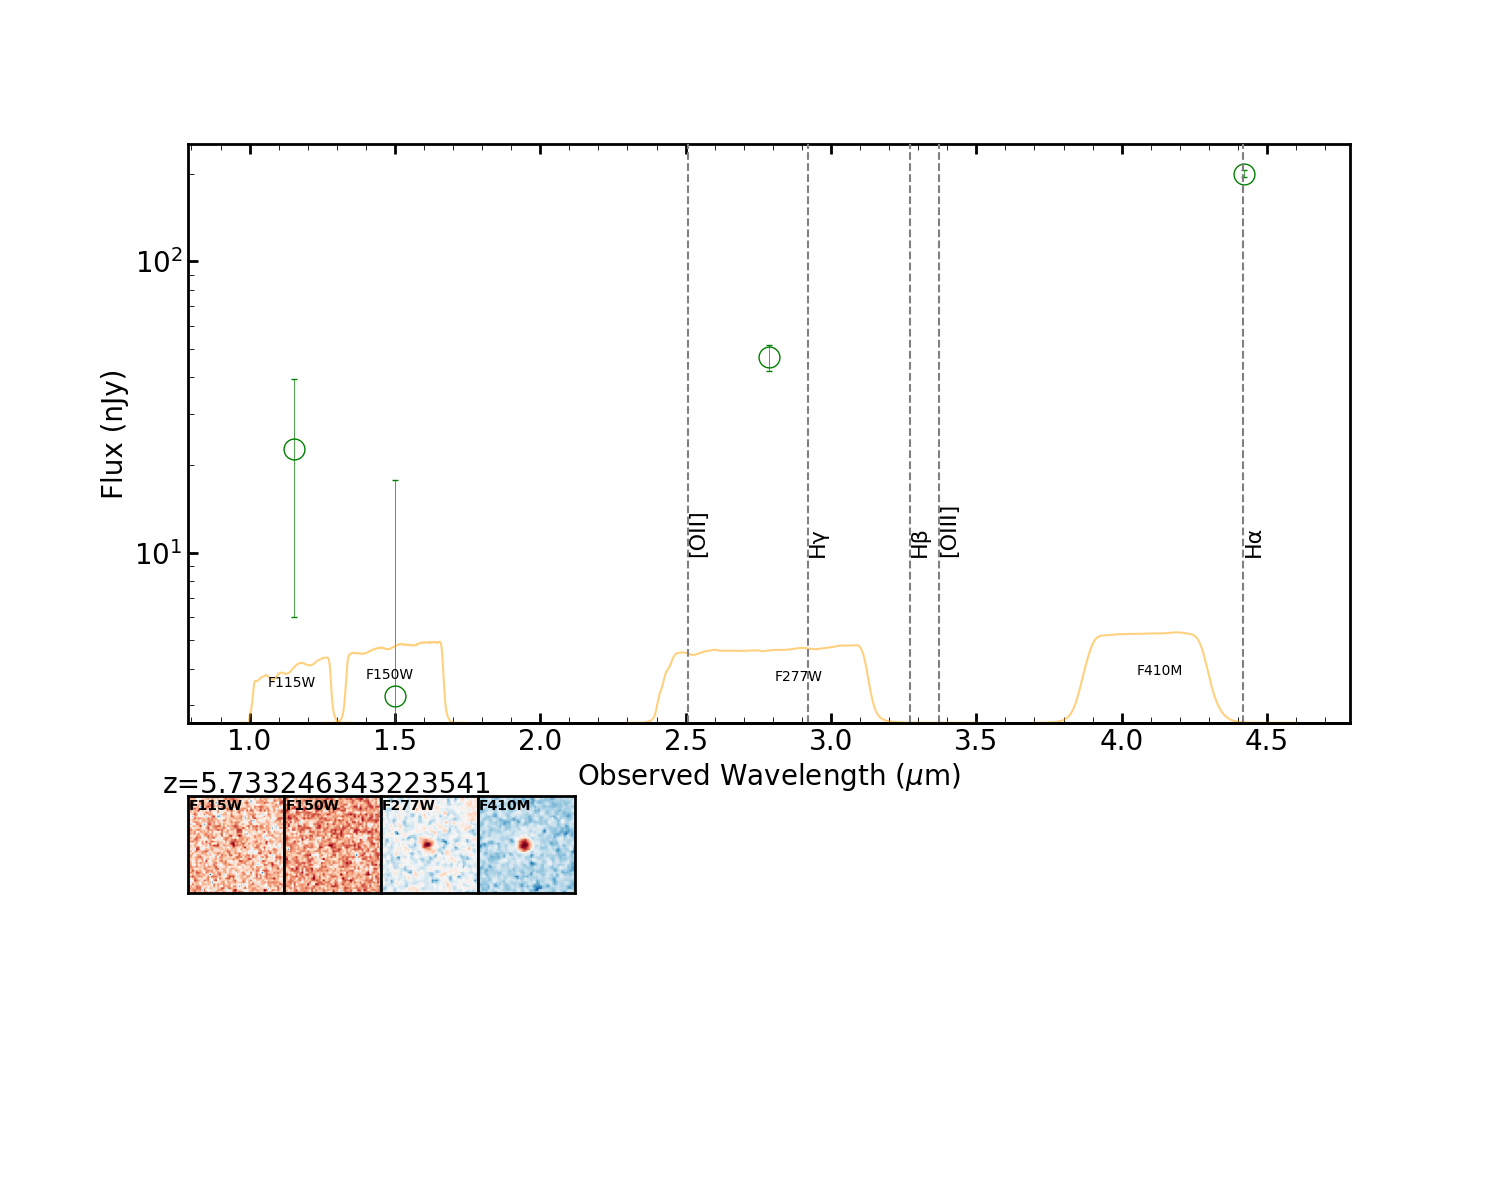 10²
10¹
Flux (nJy)
[OII]
Hγ
Hβ
[OIII]
Hα
F115W
F150W
F277W
F410M
1.0 1.5 2.0 2.5 3.0 3.5 4.0 4.5
Observed Wavelength (μm)
z=5.733246343223541
F115W F150W F277W F410M